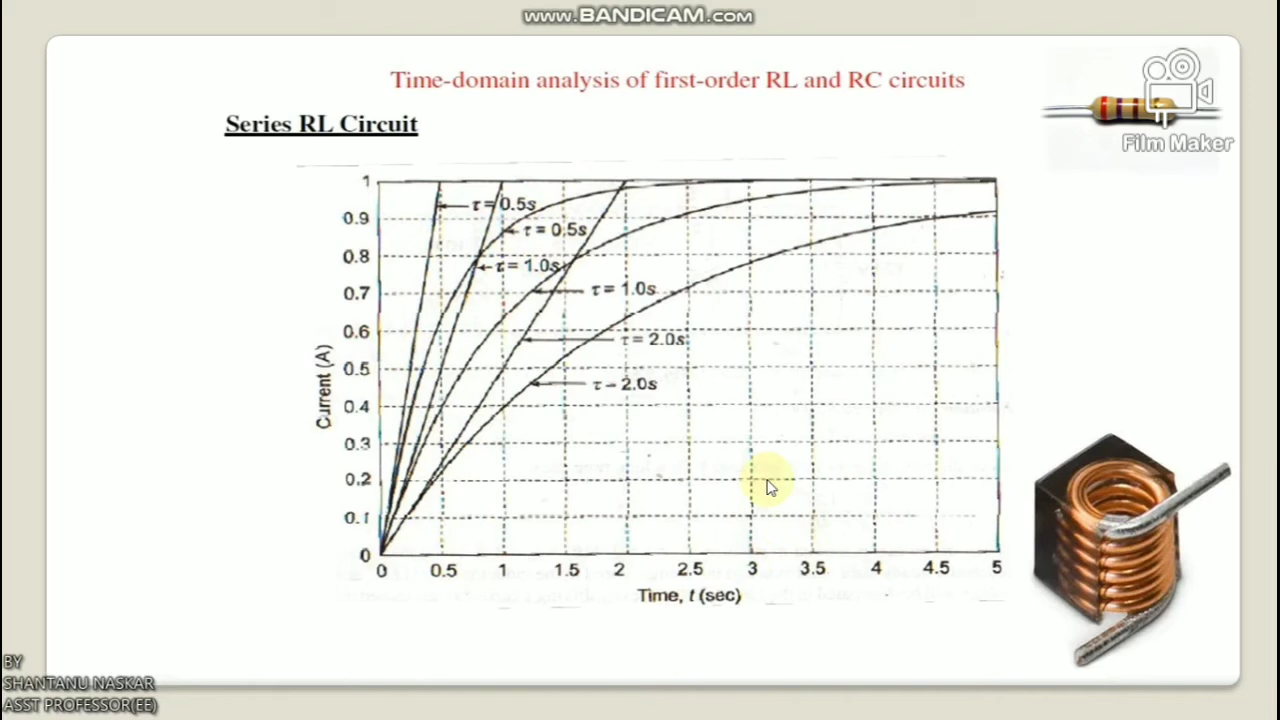 www.BANDICAM.com
Time-domain analysis of first-order RL and RC circuits
Film Maker
Series RL Circuit
1
0.9
0.8
0.7
0.6
0.5
0.4
0.3
0.2
0.1
0
Current (A)
τ = 0.5s
τ = 0.5s
τ = 1.0s
τ = 1.0s
τ = 2.0s
τ – 2.0s
0 0.5 1 1.5 2 2.5 3 3.5 4 4.5 5
Time, t (sec)
BY
SHANTANU NASKAR
ASST PROFESSOR(EE)